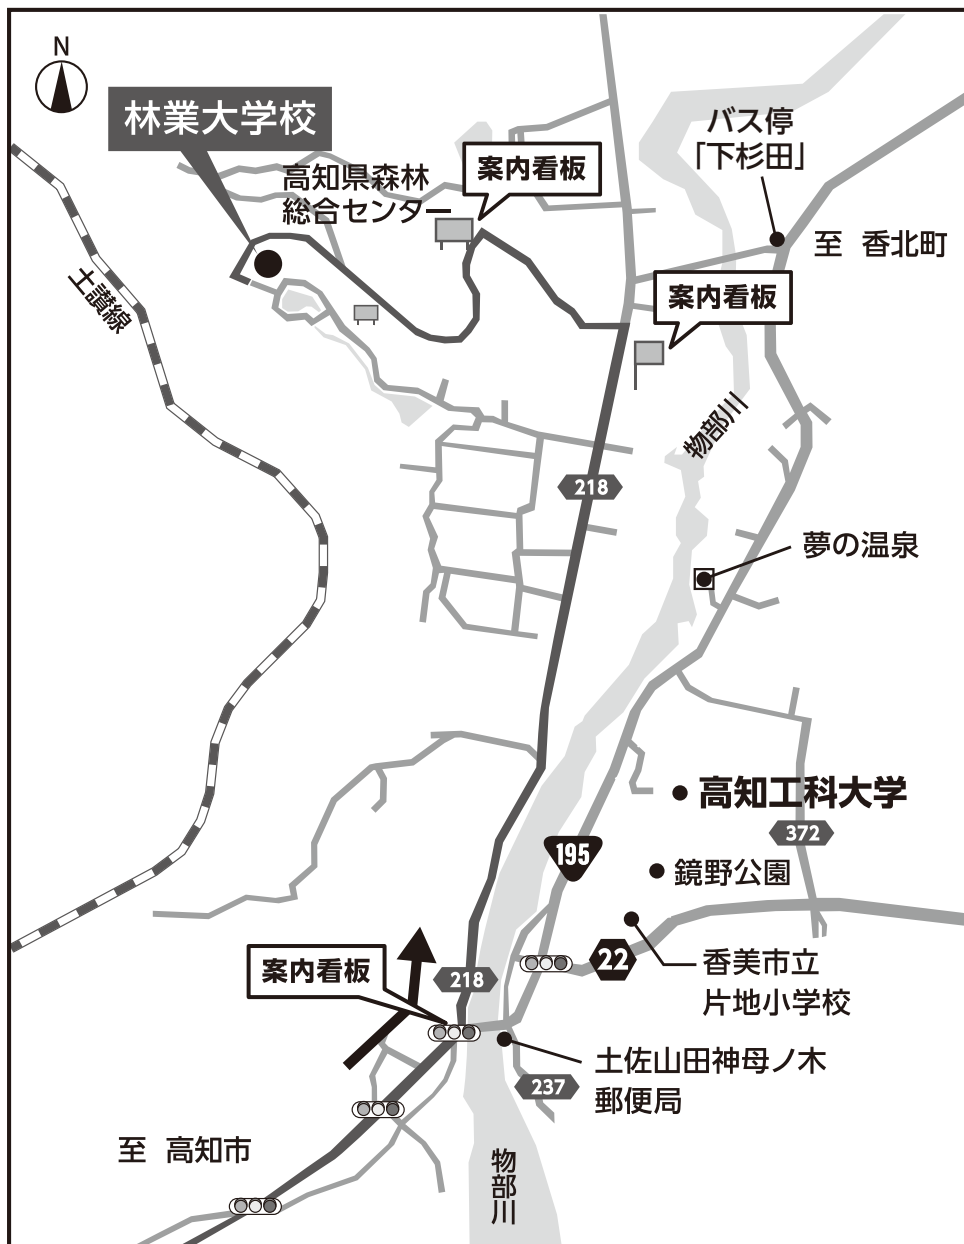 N
林業大学校
高知県森林
総合センター
案内看板
バス停
「下杉田」
至 香北町
案内看板
土讃線
物部川
218
夢の温泉
高知工科大学
372
195
鏡野公園
22
香美市立
片地小学校
案内看板
218
土佐山田神母ノ木
郵便局
237
至 高知市
物部川